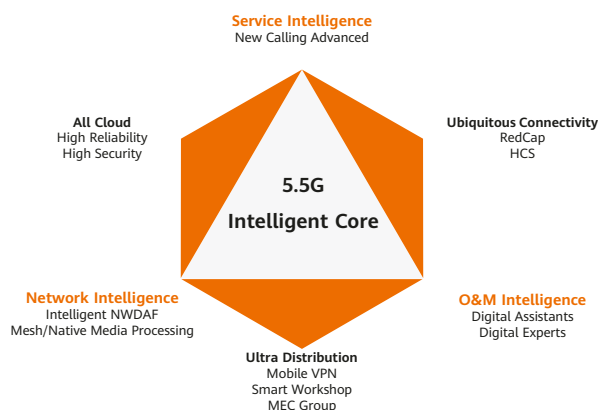 Service Intelligence
New Calling Advanced
All Cloud
High Reliability
High Security
Ubiquitous Connectivity
RedCap
HCS
5.5G
Intelligent Core
Network Intelligence
Intelligent NWDAF
Mesh/Native Media Processing
O&M Intelligence
Digital Assistants
Digital Experts
Ultra Distribution
Mobile VPN
Smart Workshop
MEC Group